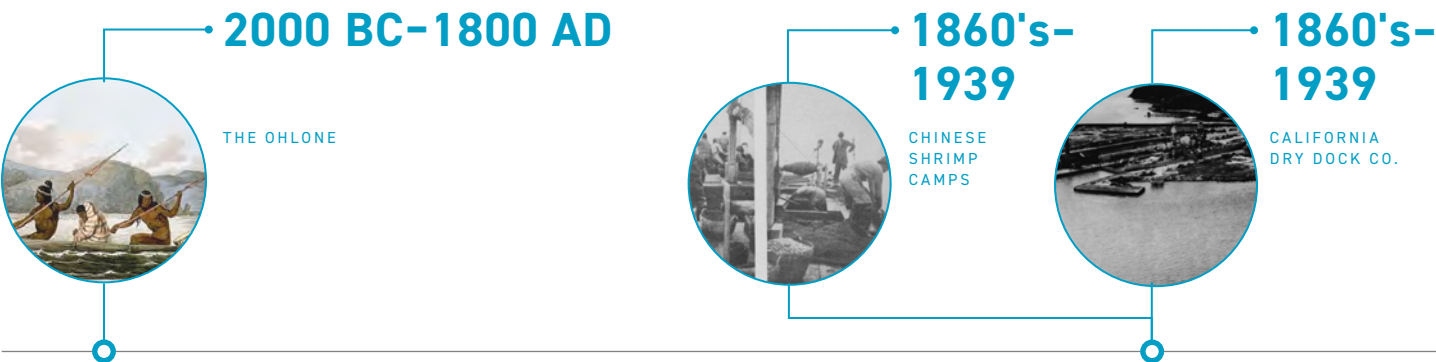 2000 BC–1800 AD
THE OHLONE
1860's–
1939
CHINESE
SHRIMP
CAMPS
1860's–
1939
CALIFORNIA
DRY DOCK CO.